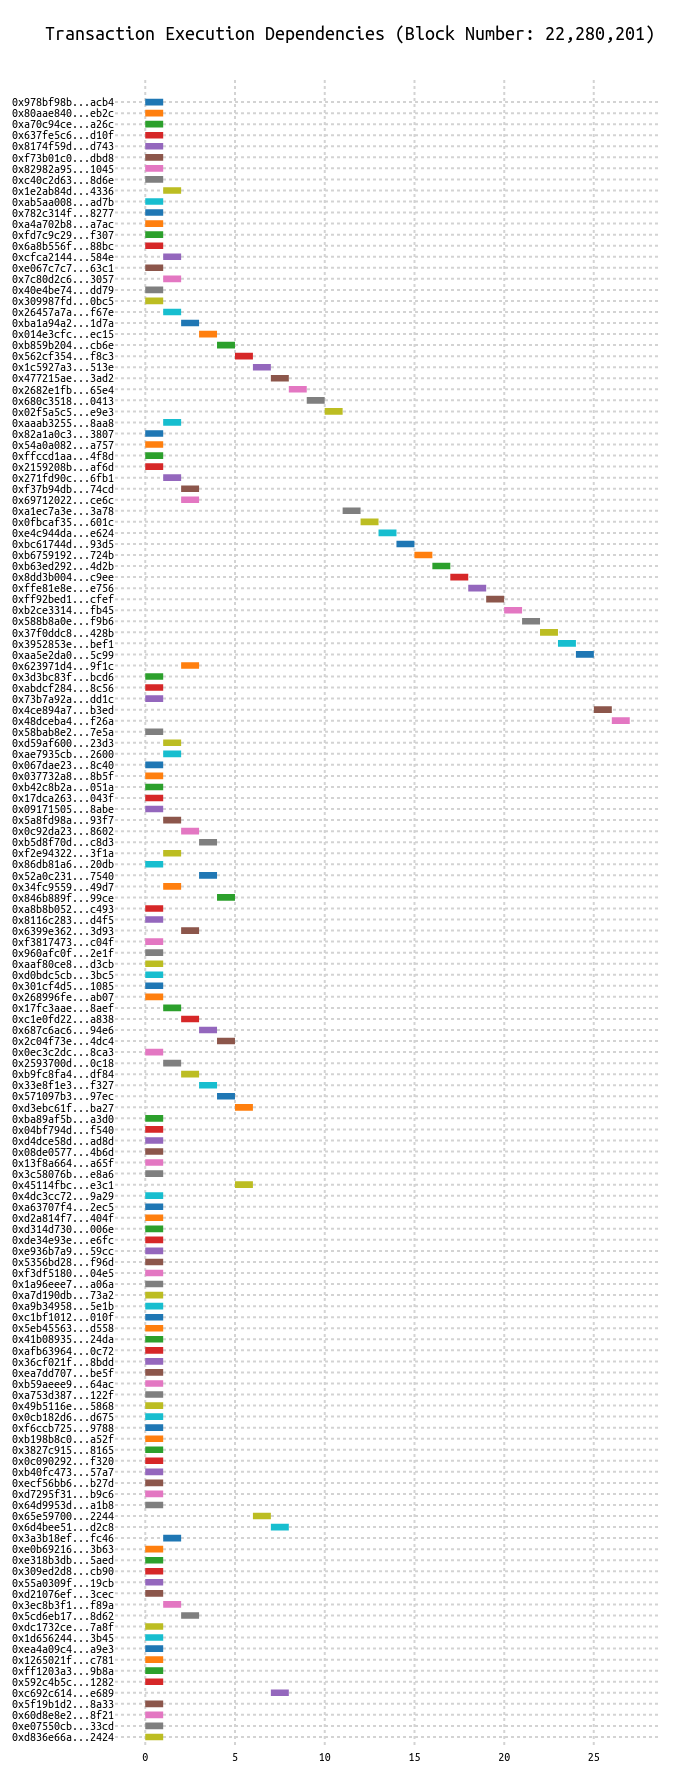 Transaction Execution Dependencies (Block Number: 22,280,201)
0x978bf98b...acb4
0x80aae840...eb2c
0xa70c94ce...a26c
0x637fe5c6...d10f
0x8174f59d...d743
0xf73b01c0...dbd8
0x82982a95...1045
0xc40c2d63...8d6e
0x1e2ab84d...4336
0xab5aa008...ad7b
0x782c314f...8277
0xa4a702b8...a7ac
0xfd7c9c29...f307
0x6a8b556f...88bc
0xcfca2144...584e
0xe067c7c7...63c1
0x7c80d2c6...3057
0x40e4be74...dd79
0x309987fd...0bc5
0x26457a7a...f67e
0xba1a94a2...1d7a
0x014e3cfc...ec15
0xb859b204...cb6e
0x562cf354...f8c3
0x1c5927a3...513e
0x477215ae...3ad2
0x2682e1fb...65e4
0x680c3518...0413
0x02f5a5c5...e9e3
0xaaab3255...8aa8
0x82a1a0c3...3807
0x54a0a082...a757
0xffccd1aa...4f8d
0x2159208b...af6d
0x271fd90c...6fb1
0xf37b94db...74cd
0x69712022...ce6c
0xa1ec7a3e...3a78
0x0fbcaf35...601c
0xe4c944da...e624
0xbc61744d...93d5
0xb6759192...724b
0xb63ed292...4d2b
0x8dd3b004...c9ee
0xffe81e8e...e756
0xff92bed1...cfef
0xb2ce3314...fb45
0x588b8a0e...f9b6
0x37f0ddc8...428b
0x3952853e...bef1
0xaa5e2da0...5c99
0x623971d4...9f1c
0x3d3bc83f...bcd6
0xabdcf284...8c56
0x73b7a92a...dd1c
0x4ce894a7...b3ed
0x48dceba4...f26a
0x58bab8e2...7e5a
0xd59af600...23d3
0xae7935cb...2600
0x067dae23...8c40
0x037732a8...8b5f
0xb42c8b2a...051a
0x17dca263...043f
0x09171505...8abe
0x5a8fd98a...93f7
0x0c92da23...8602
0xb5d8f70d...c8d3
0xf2e94322...3f1a
0x86db81a6...20db
0x52a0c231...7540
0x34fc9559...49d7
0x846b889f...99ce
0xa8b8b052...c493
0x8116c283...d4f5
0x6399e362...3d93
0xf3817473...c04f
0x960afc0f...2e1f
0xaaf80ce8...d3cb
0xd0bdc5cb...3bc5
0x301cf4d5...1085
0x268996fe...ab07
0x17fc3aae...8aef
0xc1e0fd22...a838
0x687c6ac6...94e6
0x2c04f73e...4dc4
0x0ec3c2dc...8ca3
0x2593700d...0c18
0xb9fc8fa4...df84
0x33e8f1e3...f327
0x571097b3...97ec
0xd3ebc61f...ba27
0xba89af5b...a3d0
0x04bf794d...f540
0xd4dce58d...ad8d
0x08de0577...4b6d
0x13f8a664...a65f
0x3c58076b...e8a6
0x45114fbc...e3c1
0x4dc3cc72...9a29
0xa63707f4...2ec5
0xd2a814f7...404f
0xd314d730...006e
0xde34e93e...e6fc
0xe936b7a9...59cc
0x5356bd28...f96d
0xf3df5180...04e5
0x1a96eee7...a06a
0xa7d190db...73a2
0xa9b34958...5e1b
0xc1bf1012...010f
0x5eb45563...d558
0x41b08935...24da
0xafb63964...0c72
0x36cf021f...8bdd
0xea7dd707...be5f
0xb59aeee9...64ac
0xa753d387...122f
0x49b5116e...5868
0x0cb182d6...d675
0xf6ccb725...9788
0xb198b8c0...a52f
0x3827c915...8165
0x0c090292...f320
0xb40fc473...57a7
0xecf56bb6...b27d
0xd7295f31...b9c6
0x64d9953d...a1b8
0x65e59700...2244
0x6d4bee51...d2c8
0x3a3b18ef...fc46
0xe0b69216...3b63
0xe318b3db...5aed
0x309ed2d8...cb90
0x55a0309f...19cb
0xd21076ef...3cec
0x3ec8b3f1...f89a
0x5cd6eb17...8d62
0xdc1732ce...7a8f
0x1d656244...3b45
0xea4a09c4...a9e3
0x1265021f...c781
0xff1203a3...9b8a
0x592c4b5c...1282
0xc692c614...e689
0x5f19b1d2...8a33
0x60d8e8e2...8f21
0xe07550cb...33cd
0xd836e66a...2424
0 5 10 15 20 25